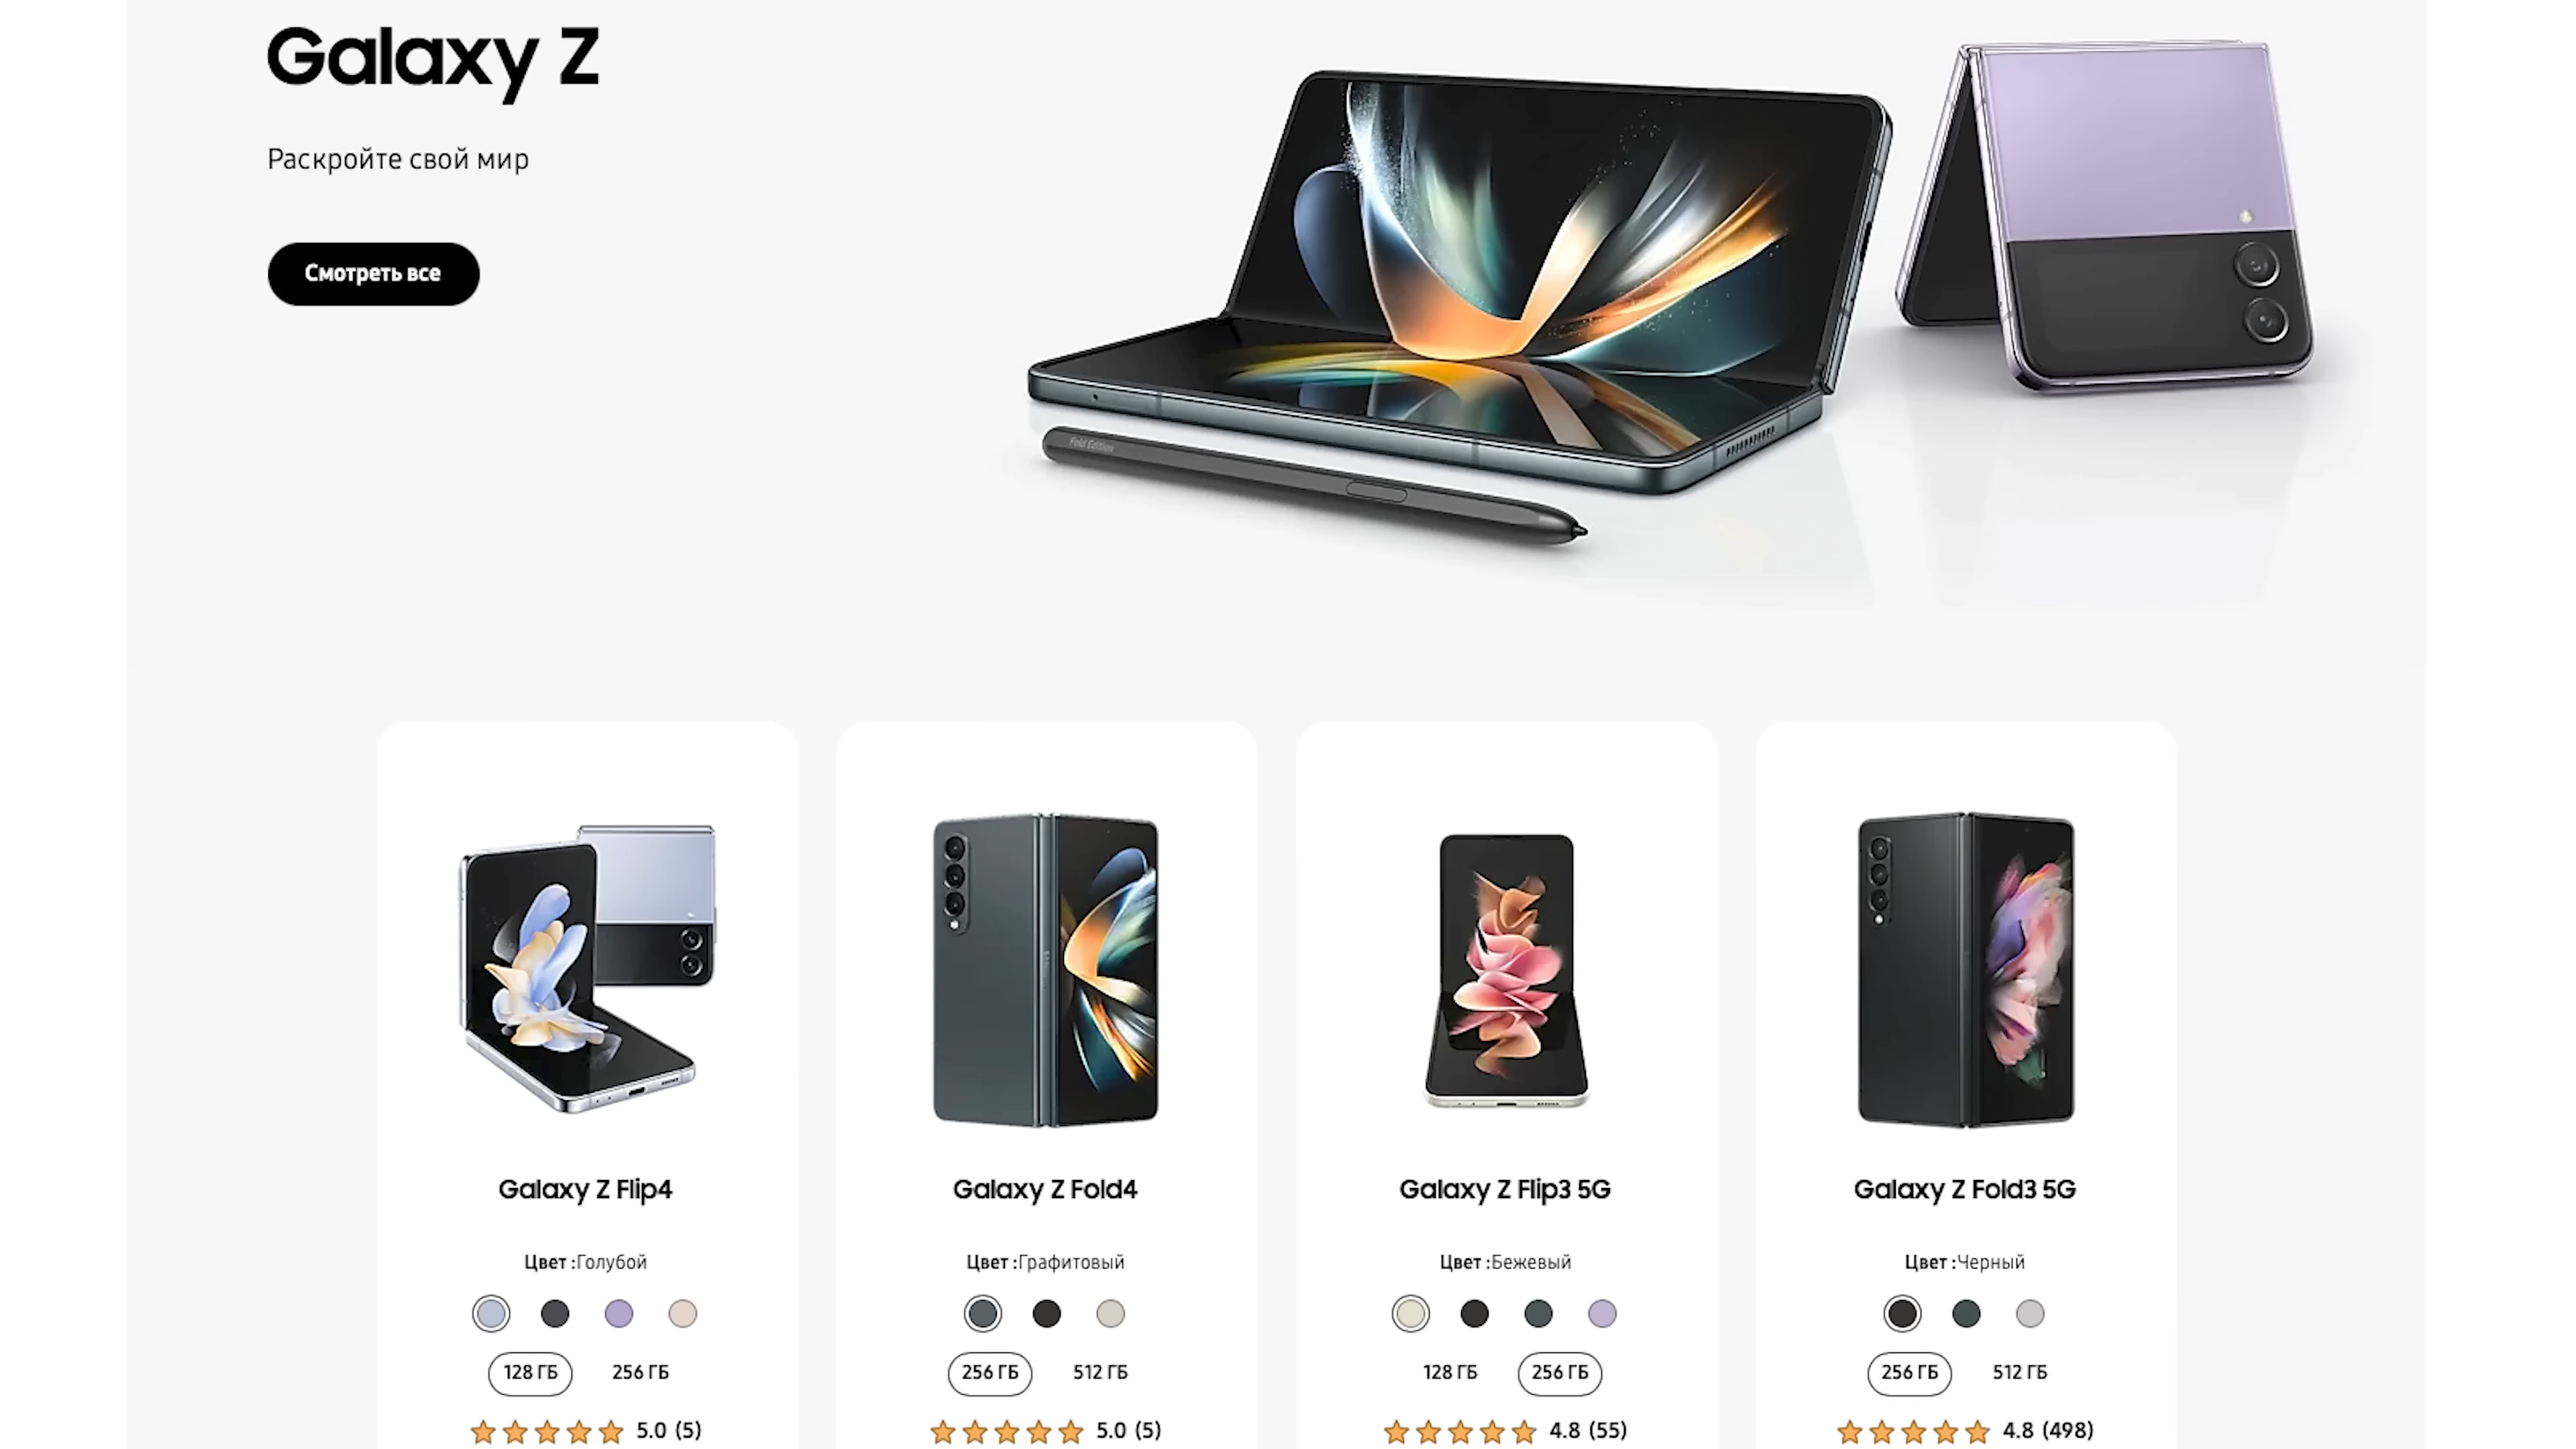 Galaxy Z
Раскройте свой мир
Смотреть все
Fold Edition
Galaxy Z Flip4
Цвет :Голубой
128 ГБ 256 ГБ
5.0 (5)
Galaxy Z Fold4
Цвет :Графитовый
256 ГБ 512 ГБ
5.0 (5)
Galaxy Z Flip3 5G
Цвет :Бежевый
128 ГБ 256 ГБ
4.8 (55)
Galaxy Z Fold3 5G
Цвет :Черный
256 ГБ 512 ГБ
4.8 (498)